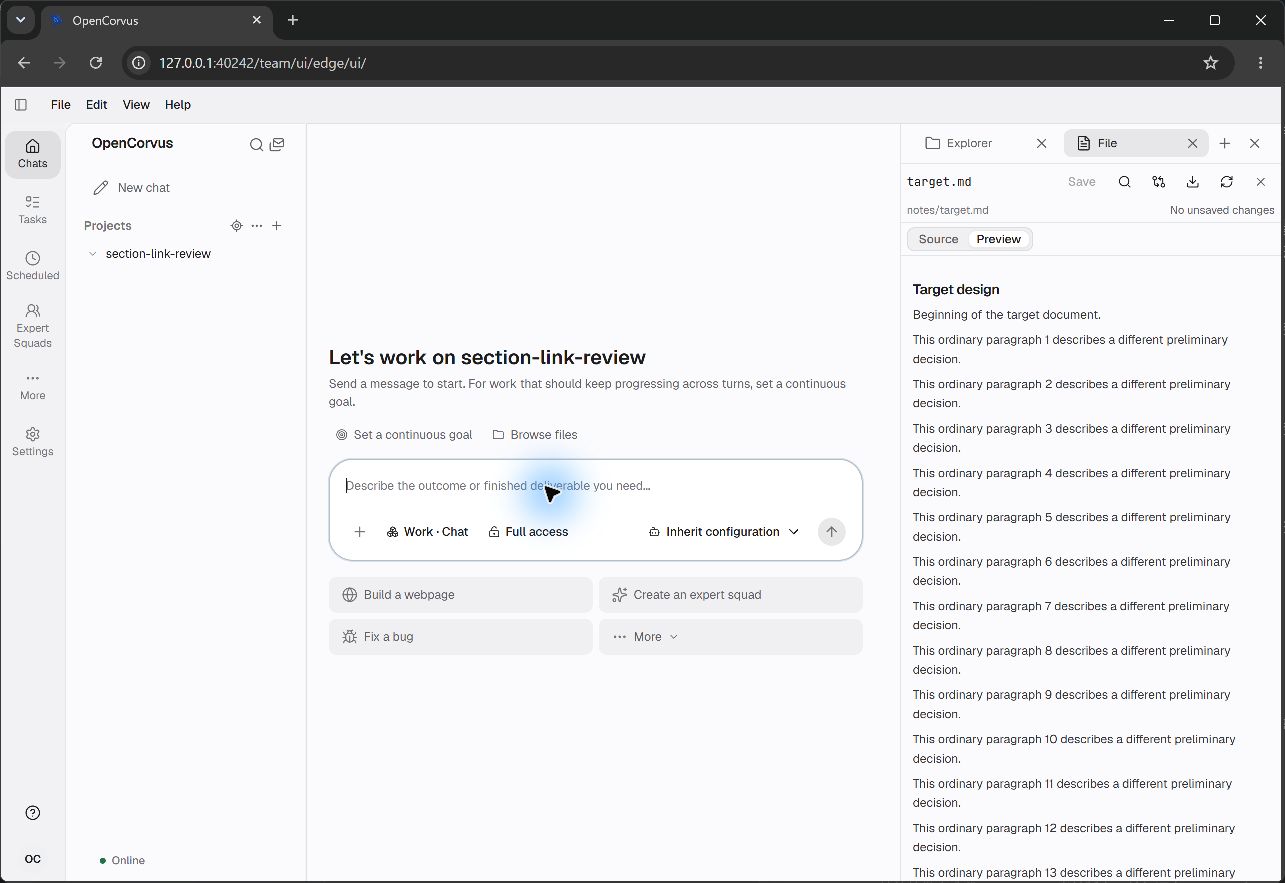 OpenCorvus
127.0.0.1:40242/team/ui/edge/ui/
File Edit View Help
Chats
Tasks
Scheduled
Expert
Squads
More
Settings
OC
OpenCorvus
New chat
Projects
section-link-review
Online
Let's work on section-link-review
Send a message to start. For work that should keep progressing across turns, set a continuous
goal.
Set a continuous goal Browse files
Describe the outcome or finished deliverable you need...
Work · Chat Full access Inherit configuration
Build a webpage Create an expert squad
Fix a bug More
Explorer File
target.md Save
notes/target.md No unsaved changes
Source Preview
Target design
Beginning of the target document.
This ordinary paragraph 1 describes a different preliminary
decision.
This ordinary paragraph 2 describes a different preliminary
decision.
This ordinary paragraph 3 describes a different preliminary
decision.
This ordinary paragraph 4 describes a different preliminary
decision.
This ordinary paragraph 5 describes a different preliminary
decision.
This ordinary paragraph 6 describes a different preliminary
decision.
This ordinary paragraph 7 describes a different preliminary
decision.
This ordinary paragraph 8 describes a different preliminary
decision.
This ordinary paragraph 9 describes a different preliminary
decision.
This ordinary paragraph 10 describes a different preliminary
decision.
This ordinary paragraph 11 describes a different preliminary
decision.
This ordinary paragraph 12 describes a different preliminary
decision.
This ordinary paragraph 13 describes a different preliminary